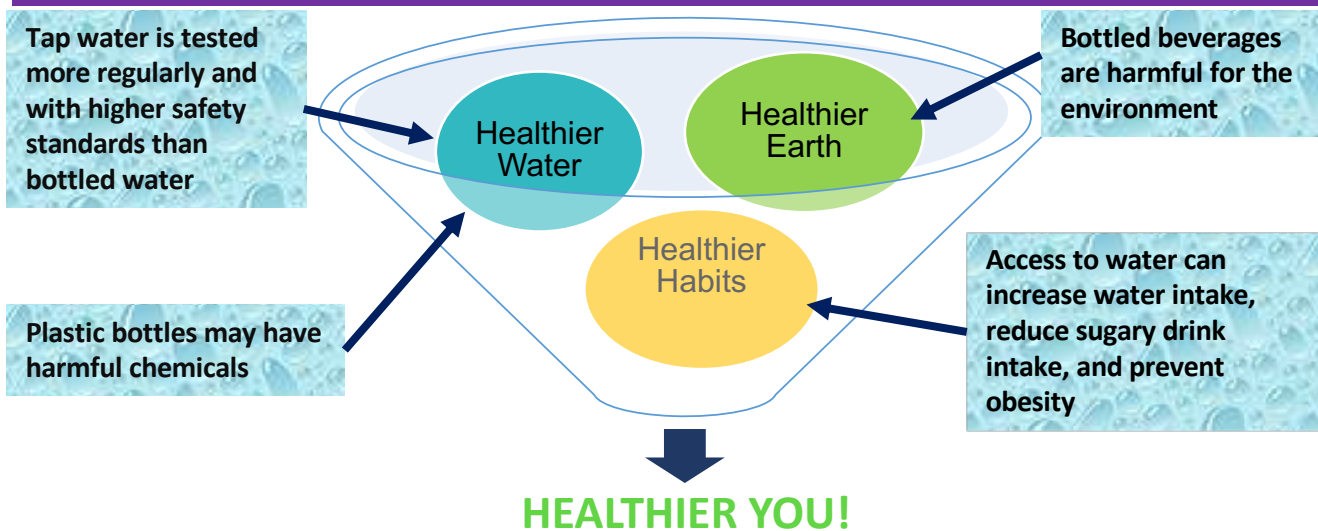 Tap water is tested
more regularly and
with higher safety
standards than
bottled water
Healthier
Water
Healthier
Earth
Bottled beverages
are harmful for the
environment
Healthier
Habits
Plastic bottles may have
harmful chemicals
Access to water can
increase water intake,
reduce sugary drink
intake, and prevent
obesity
HEALTHIER YOU!